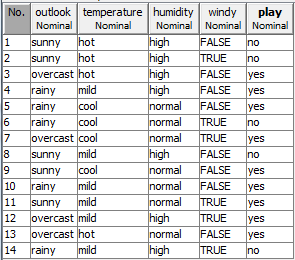 No. outlook temperature humidity windy play
Nominal Nominal Nominal Nominal Nominal
1 sunny hot high FALSE no
2 sunny hot high TRUE no
3 overcast hot high FALSE yes
4 rainy mild high FALSE yes
5 rainy cool normal FALSE yes
6 rainy cool normal TRUE no
7 overcast cool normal TRUE yes
8 sunny mild high FALSE no
9 sunny cool normal FALSE yes
10 rainy mild normal FALSE yes
11 sunny mild normal TRUE yes
12 overcast mild high TRUE yes
13 overcast hot normal FALSE yes
14 rainy mild high TRUE no